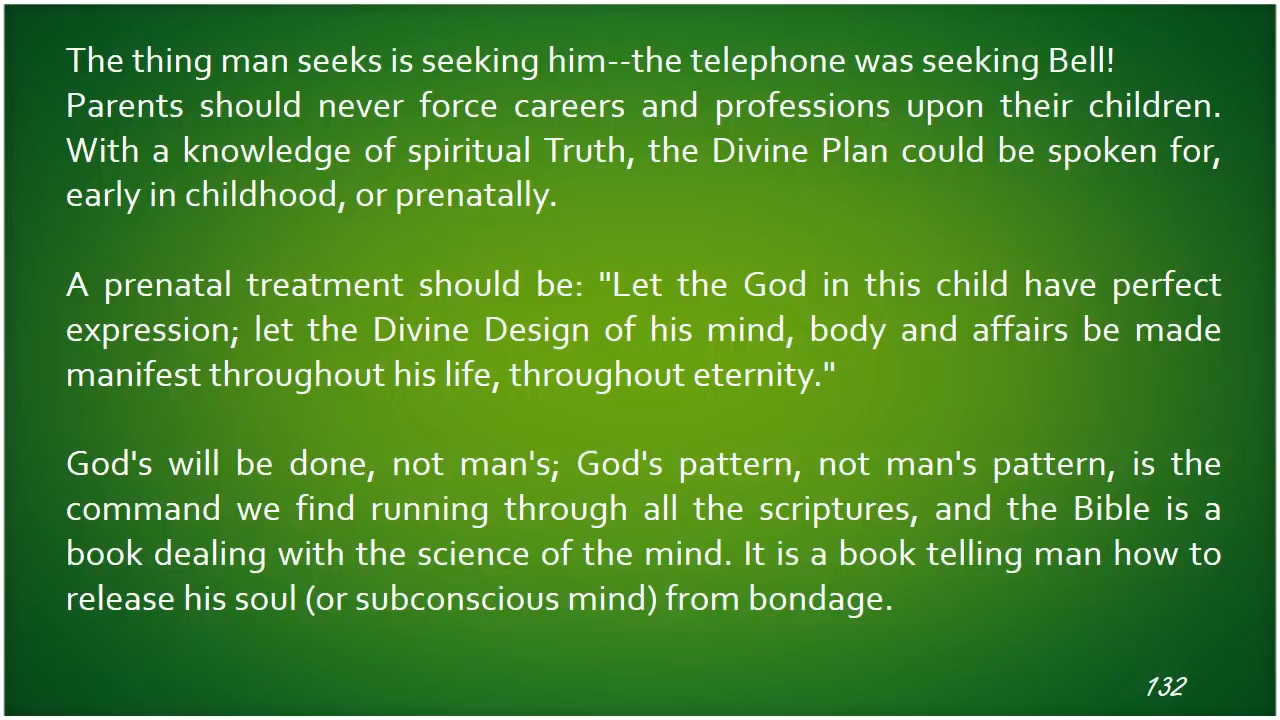 The thing man seeks is seeking him--the telephone was seeking Bell!
Parents should never force careers and professions upon their children.
With a knowledge of spiritual Truth, the Divine Plan could be spoken for,
early in childhood, or prenatally.
A prenatal treatment should be: "Let the God in this child have perfect
expression; let the Divine Design of his mind, body and affairs be made
manifest throughout his life, throughout eternity."
God's will be done, not man's; God's pattern, not man's pattern, is the
command we find running through all the scriptures, and the Bible is a
book dealing with the science of the mind. It is a book telling man how to
release his soul (or subconscious mind) from bondage.
132